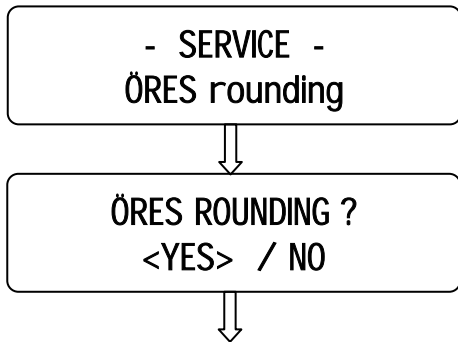 - SERVICE -
ÖRES rounding
ÖRES ROUNDING ?
<YES> / NO